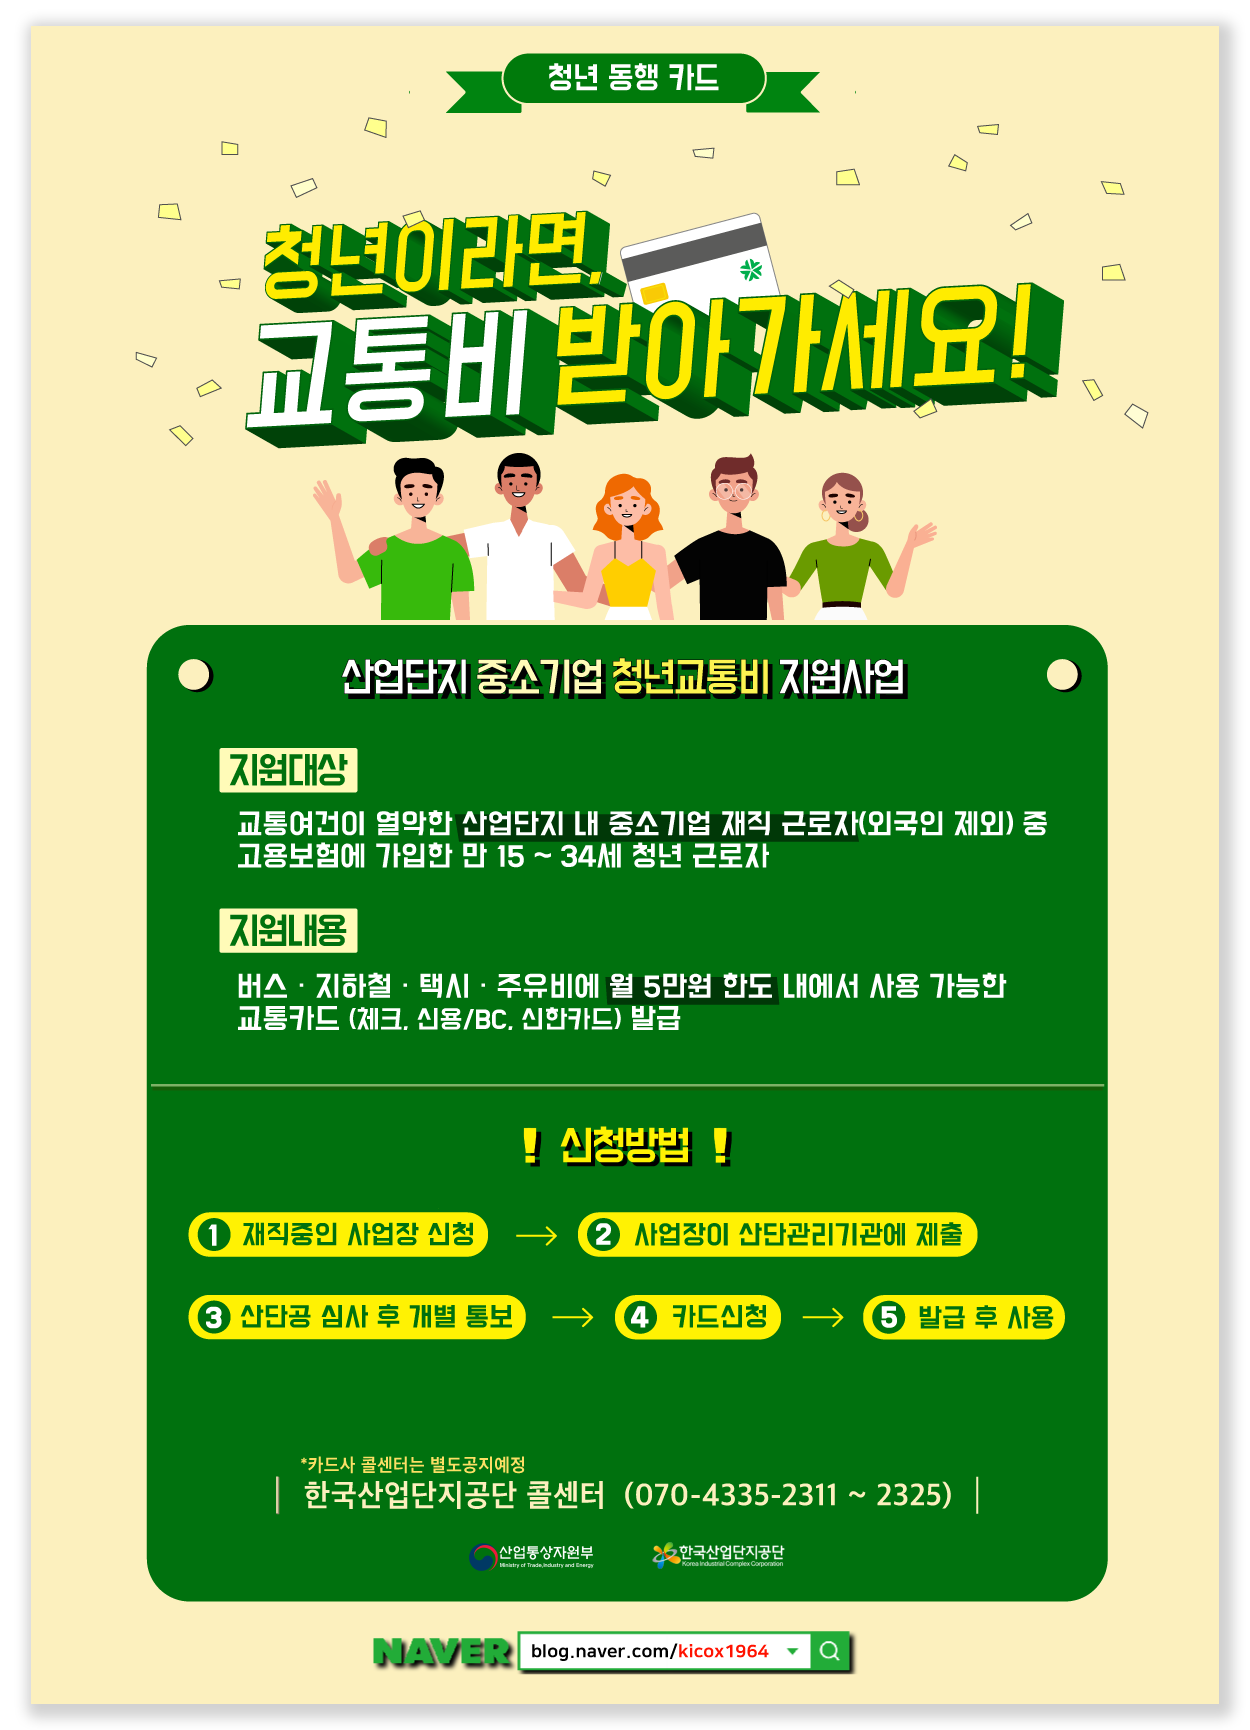 청년 동행 카드
청년이라면,
교통비 받아가세요!
산업단지 중소기업 청년교통비 지원사업
지원대상
교통여건이 열악한 산업단지 내 중소기업 재직 근로자(외국인 제외) 중
고용보험에 가입한 만 15 ~ 34세 청년 근로자
지원내용
버스 · 지하철 · 택시 · 주유비에 월 5만원 한도 내에서 사용 가능한
교통카드 (체크, 신용/BC, 신한카드) 발급
! 신청방법 !
1 재직중인 사업장 신청 → 2 사업장이 산단관리기관에 제출
3 산단공 심사 후 개별 통보 → 4 카드신청 → 5 발급 후 사용
*카드사 콜센터는 별도공지예정
| 한국산업단지공단 콜센터 (070-4335-2311 ~ 2325) |
산업통상자원부 한국산업단지공단
Ministry of Trade,Industry and Energy Korea Industrial Complex Corporation
NAVER blog.naver.com/kicox1964